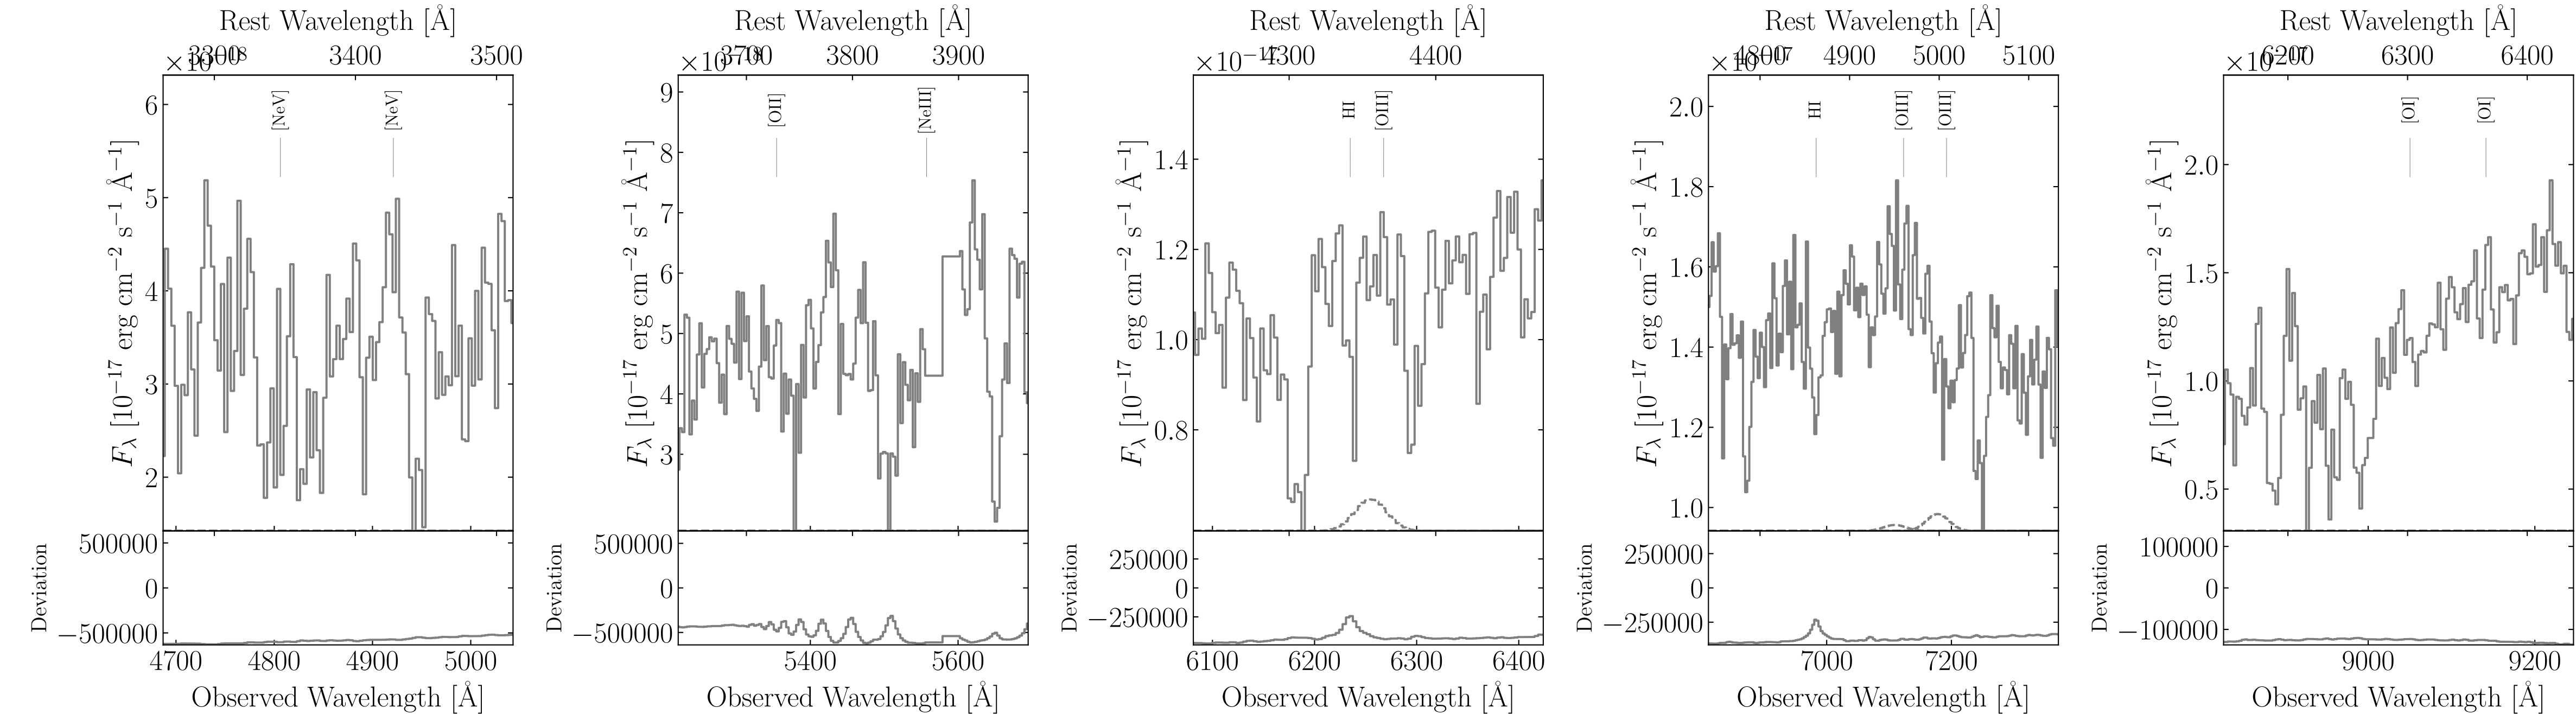 Rest Wavelength [Å] Rest Wavelength [Å] Rest Wavelength [Å] Rest Wavelength [Å] Rest Wavelength [Å]
3400 3500 3800 3900 4300 4400 4900 5000 5100 6300 6400
[NeV] [NeV] [OII] [NeIII] HI [OIII] HI [OIII] [OIII] [OI] [OI]
6 5 4 3 2
F_λ [10⁻¹⁷ erg cm⁻² s⁻¹ Å⁻¹]
9 8 7 6 5 4 3
F_λ [10⁻¹⁷ erg cm⁻² s⁻¹ Å⁻¹]
1.4 1.2 1.0 0.8
F_λ [10⁻¹⁷ erg cm⁻² s⁻¹ Å⁻¹]
2.0 1.8 1.6 1.4 1.2 1.0
F_λ [10⁻¹⁷ erg cm⁻² s⁻¹ Å⁻¹]
2.0 1.5 1.0 0.5
F_λ [10⁻¹⁷ erg cm⁻² s⁻¹ Å⁻¹]
Deviation 500000 0 −500000
Deviation 500000 0 −500000
Deviation 250000 0 −250000
Deviation 250000 0 −250000
Deviation 100000 0 −100000
4700 4800 4900 5000 5400 5600 6100 6200 6300 6400 7000 7200 9000 9200
Observed Wavelength [Å] Observed Wavelength [Å] Observed Wavelength [Å] Observed Wavelength [Å] Observed Wavelength [Å]